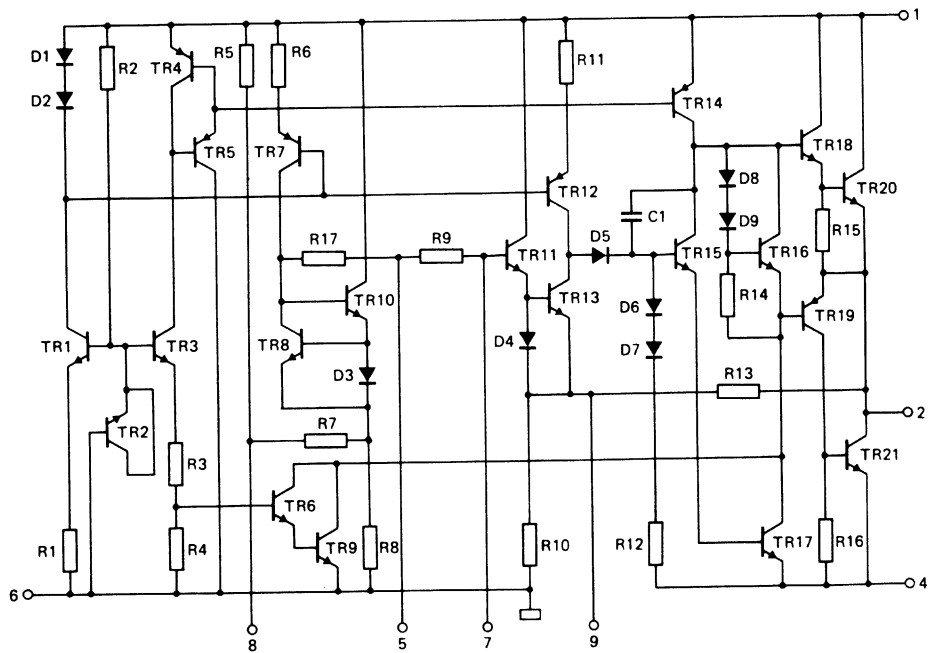 1
D1
R2
TR4
R5
R6
R11
D2
TR14
TR5
TR7
TR18
TR12
D8
TR20
C1
D9
R15
R17
R9
D5
TR11
TR15
TR16
TR10
TR13
R14
D6
TR19
TR1
TR3
TR8
D4
D7
D3
R13
2
TR2
R7
TR21
R3
TR6
R1
R4
TR9
R8
R10
R12
TR17
R16
6
4
8
5
7
9